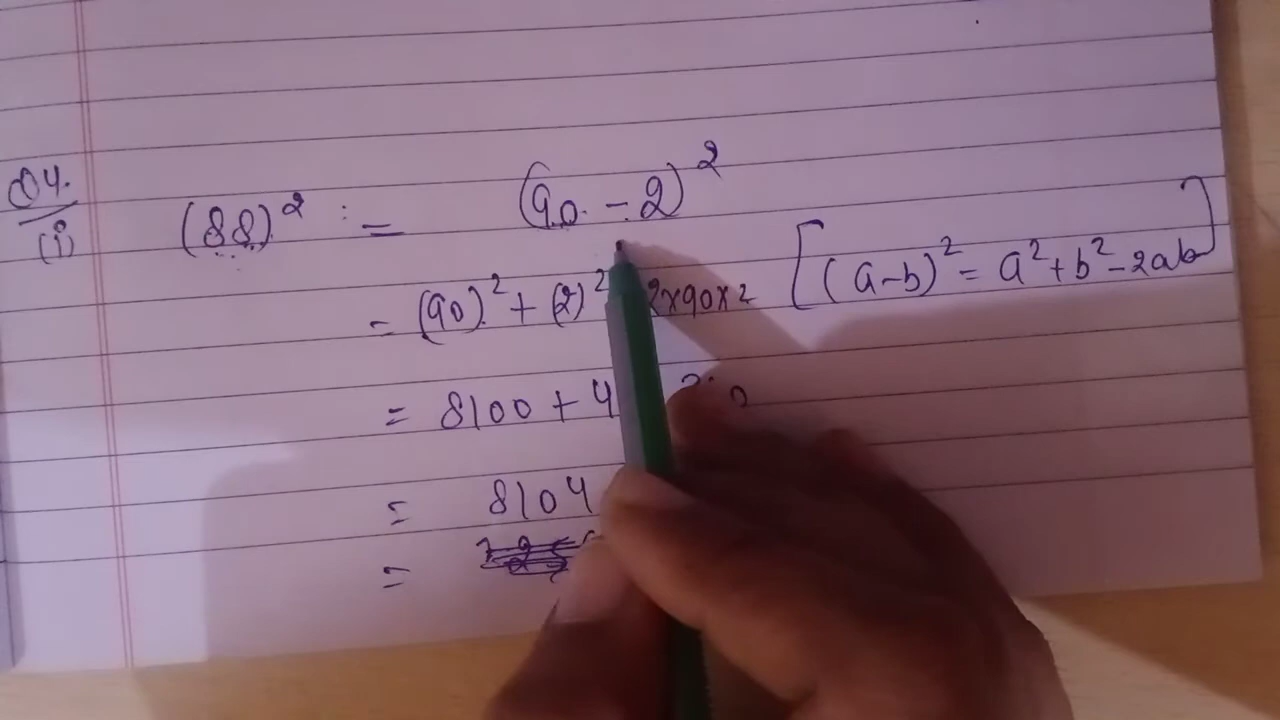 Q4.
(i) (88)² = (90 - 2)²
[(a-b)² = a²+b²-2ab]
= (90)² + (2)² 2×90×2
= 8100 + 4
= 8104
=